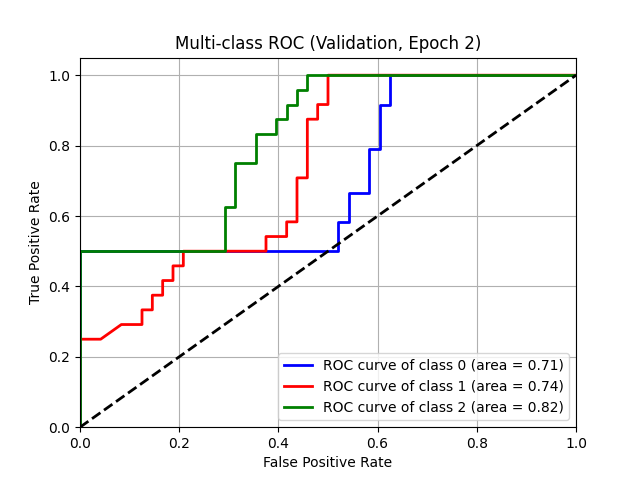 Multi-class ROC (Validation, Epoch 2)
True Positive Rate
1.0
0.8
0.6
0.4
0.2
0.0
ROC curve of class 0 (area = 0.71)
ROC curve of class 1 (area = 0.74)
ROC curve of class 2 (area = 0.82)
0.0 0.2 0.4 0.6 0.8 1.0
False Positive Rate